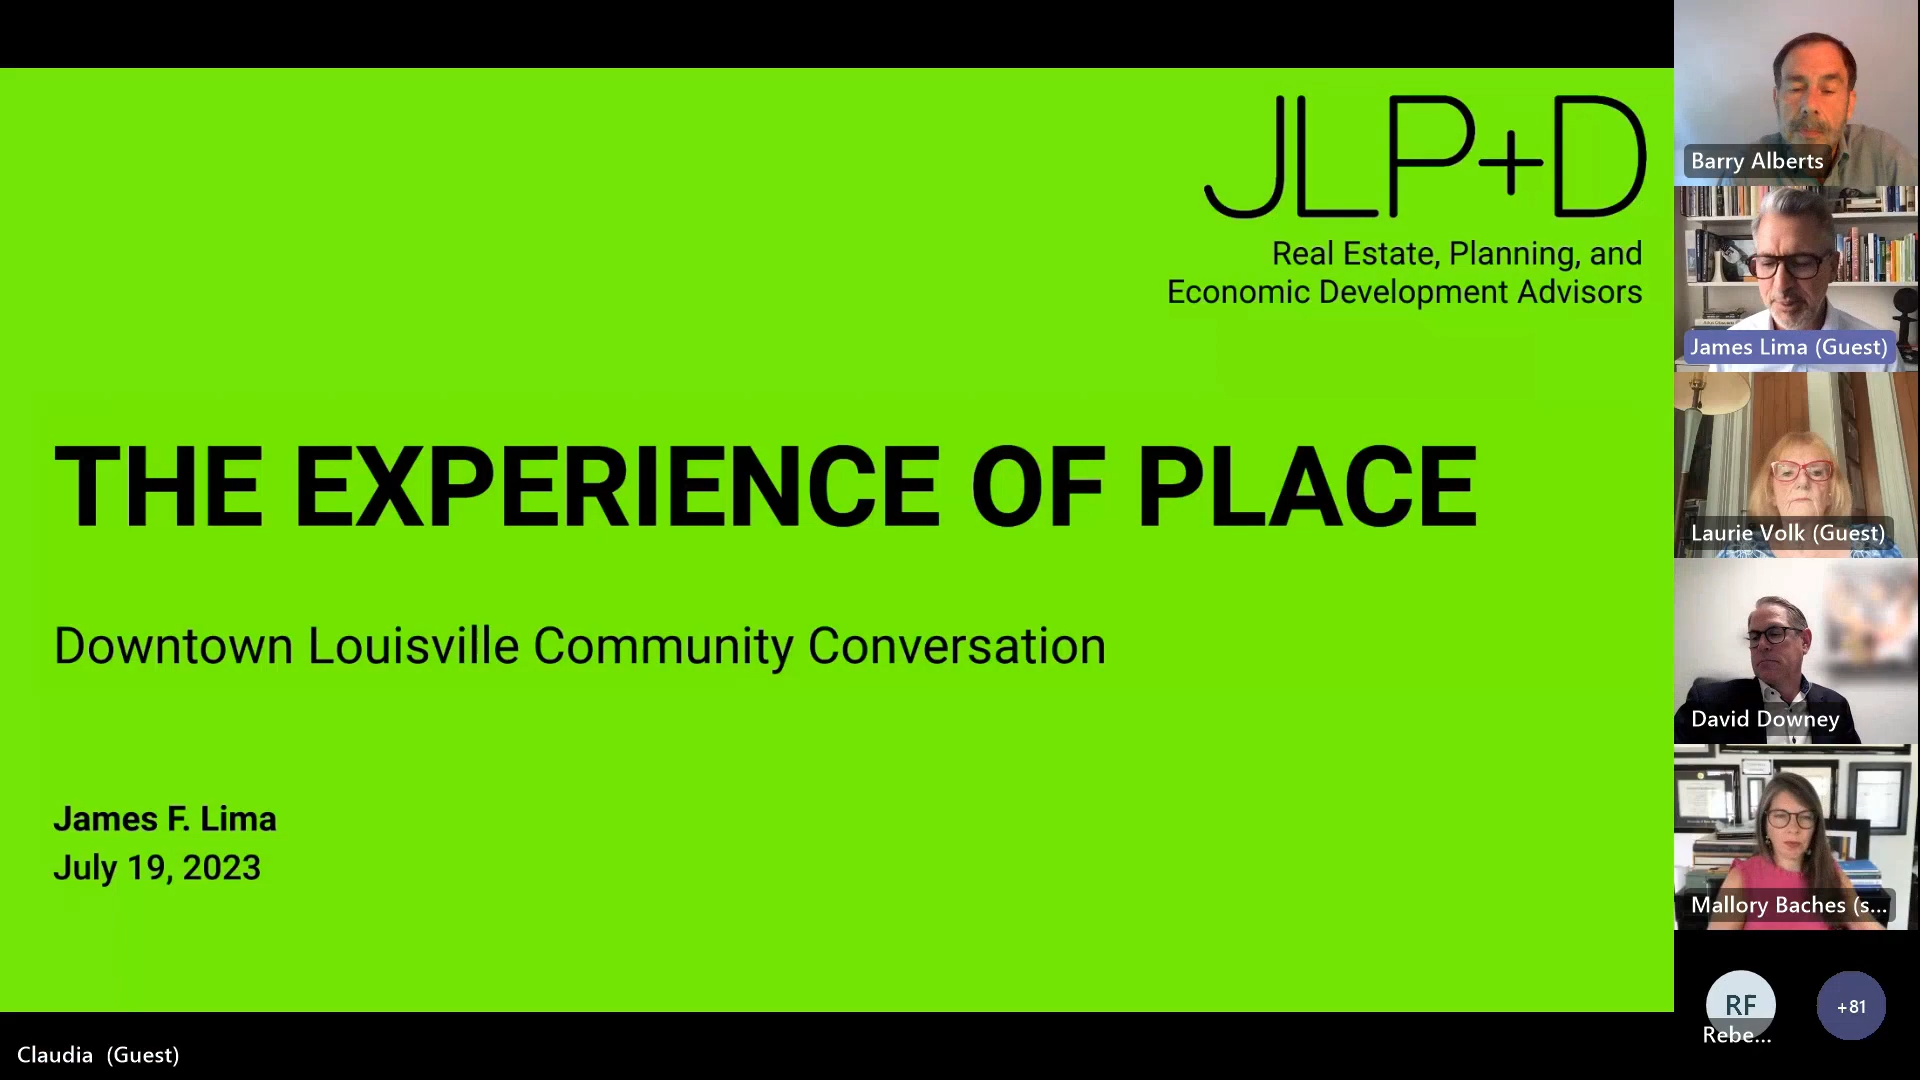 JLP+D
Real Estate, Planning, and
Economic Development Advisors
THE EXPERIENCE OF PLACE
Downtown Louisville Community Conversation
James F. Lima
July 19, 2023
Claudia (Guest)
Barry Alberts
James Lima (Guest)
Laurie Volk (Guest)
David Downey
Mallory Baches (s...
RF
Rebe...
+81